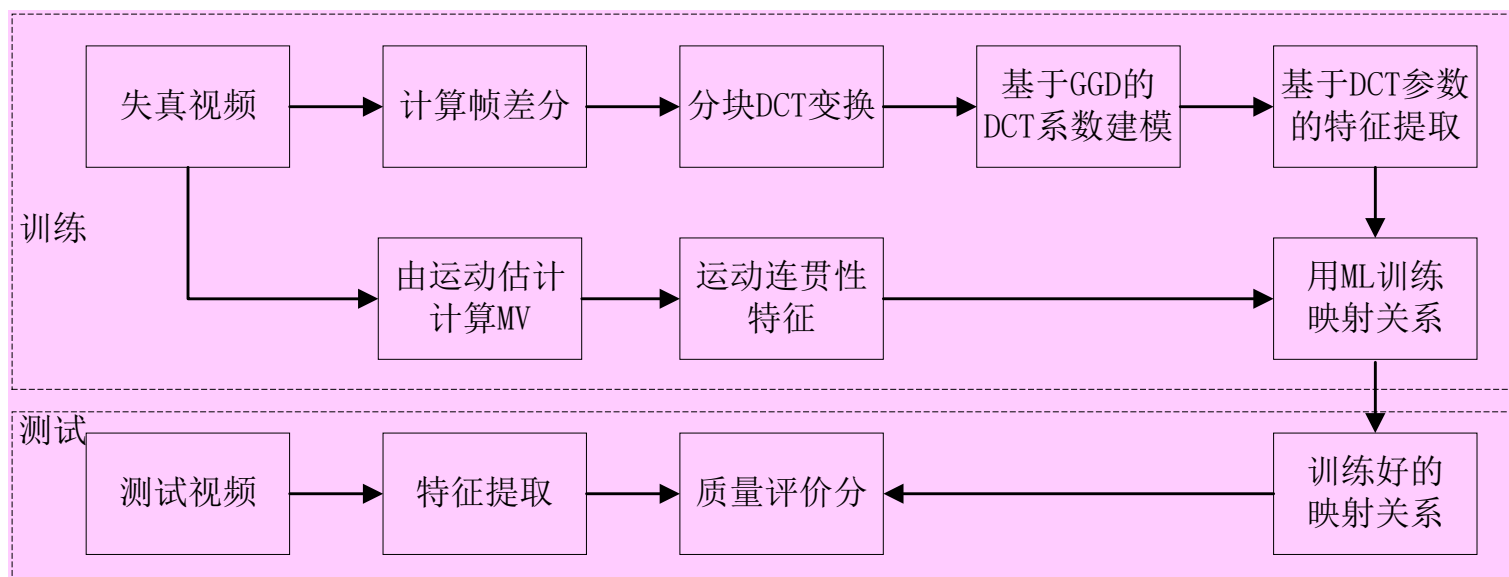 失真视频
计算帧差分
分块DCT变换
基于GGD的
DCT系数建模
基于DCT参数
的特征提取
训练
由运动估计
计算MV
运动连贯性
特征
用ML训练
映射关系
测试
测试视频
特征提取
质量评价分
训练好的
映射关系